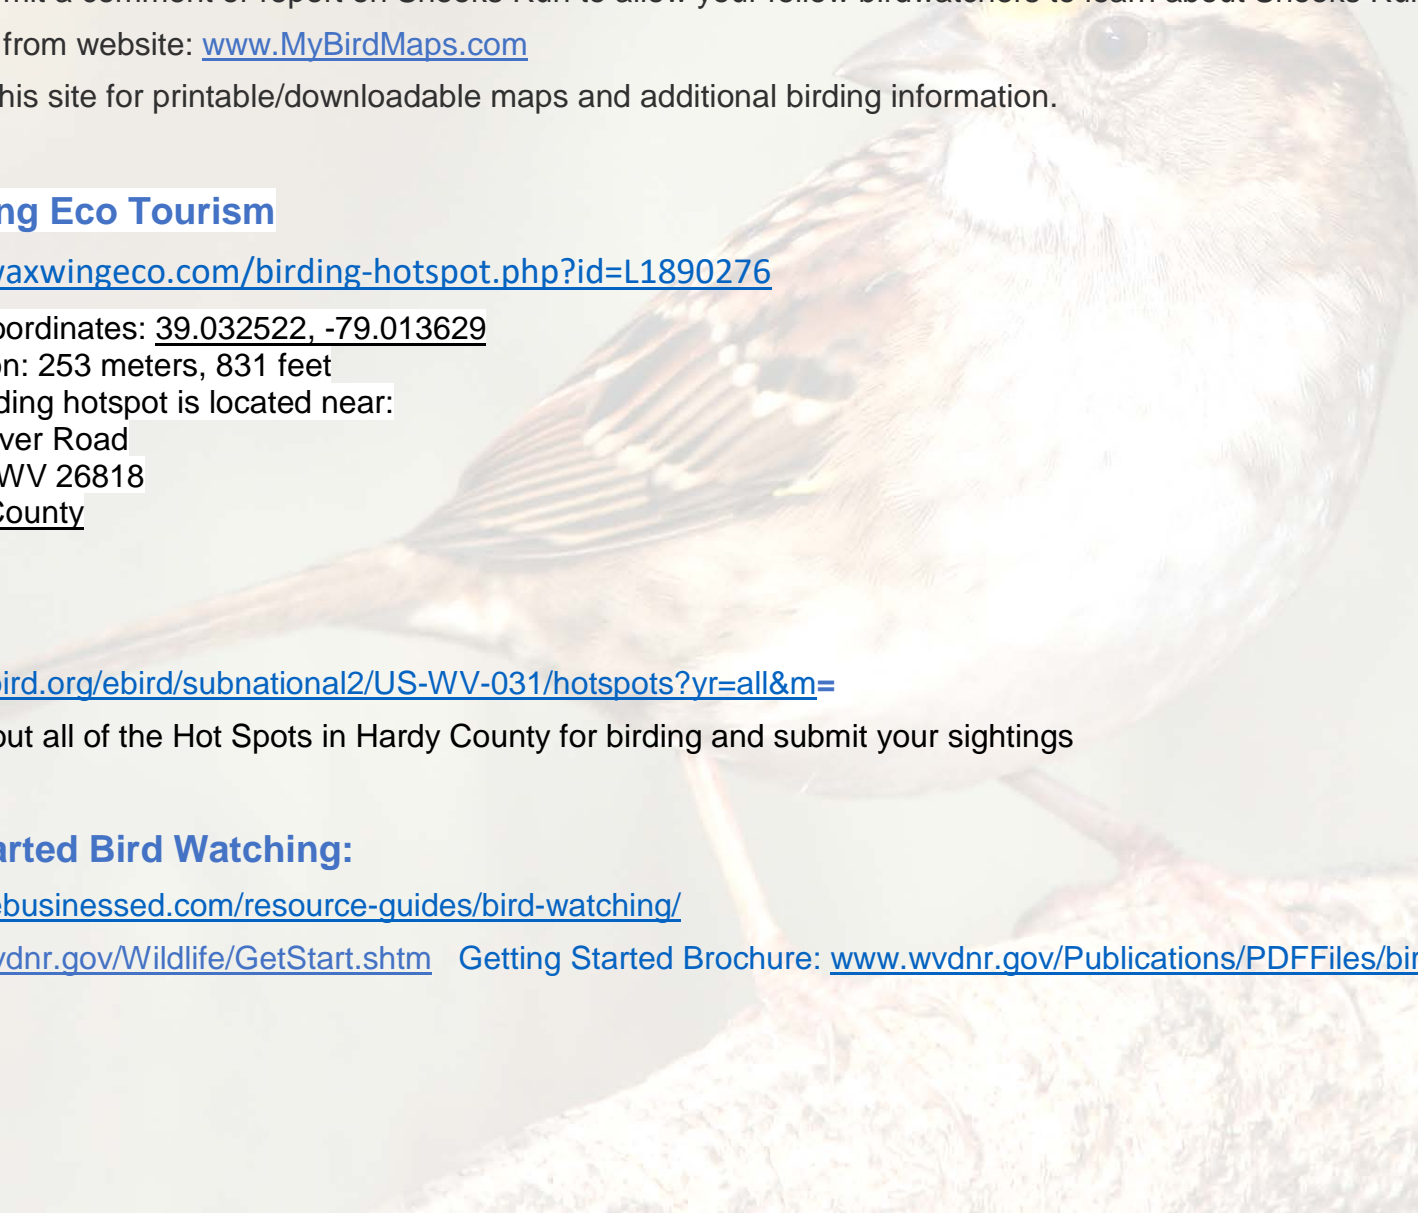 from website: www.MyBirdMaps.com
his site for printable/downloadable maps and additional birding information.
ng Eco Tourism
axwingeco.com/birding-hotspot.php?id=L1890276
oordinates: 39.032522, -79.013629
on: 253 meters, 831 feet
ding hotspot is located near:
ver Road
WV 26818
County
bird.org/ebird/subnational2/US-WV-031/hotspots?yr=all&m=
out all of the Hot Spots in Hardy County for birding and submit your sightings
arted Bird Watching:
ebusinessed.com/resource-guides/bird-watching/
vdnr.gov/Wildlife/GetStart.shtm Getting Started Brochure: www.wvdnr.gov/Publications/PDFFiles/bir